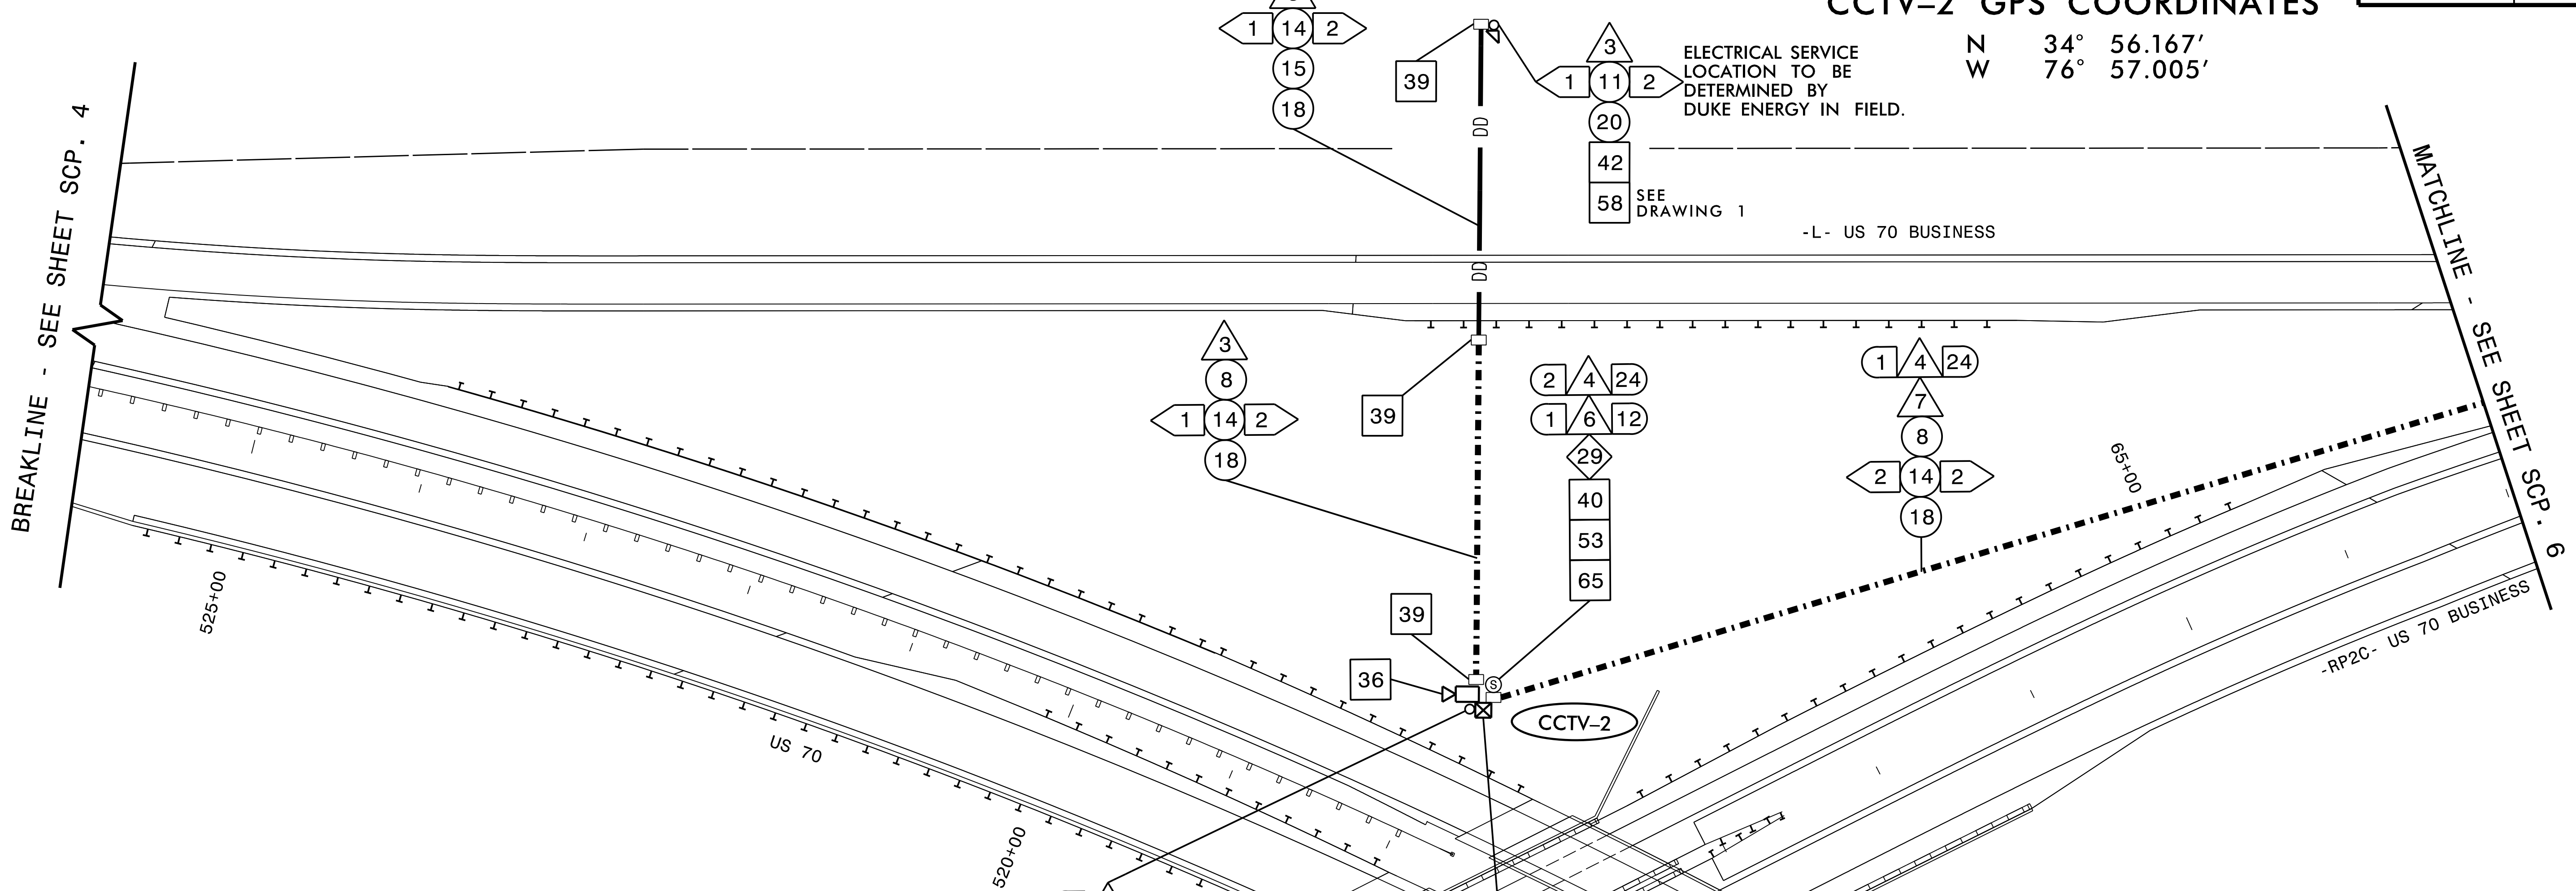 CCTV–2 GPS COORDINATES
N 34° 56.167′
W 76° 57.005′
1 14 2
15
18
39
3
1 11 2
20
42
58
SEE
DRAWING 1
ELECTRICAL SERVICE
LOCATION TO BE
DETERMINED BY
DUKE ENERGY IN FIELD.
DD
-L- US 70 BUSINESS
DD
BREAKLINE - SEE SHEET SCP. 4
MATCHLINE - SEE SHEET SCP. 6
3
8
1 14 2
18
39
2 4 24
1 6 12
29
40
53
65
1 4 24
7
8
2 14 2
18
65+00
525+00
39
36
S
CCTV–2
US 70
520+00
-RP2C- US 70 BUSINESS